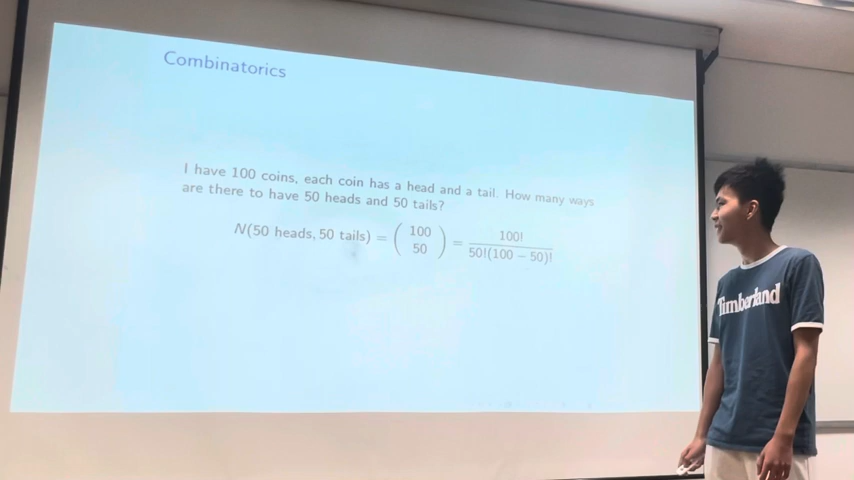 Combinatorics
I have 100 coins, each coin has a head and a tail. How many ways
are there to have 50 heads and 50 tails?
N(50 heads, 50 tails) = ( 100 50 ) = 100! / 50!(100 − 50)!
Timberland